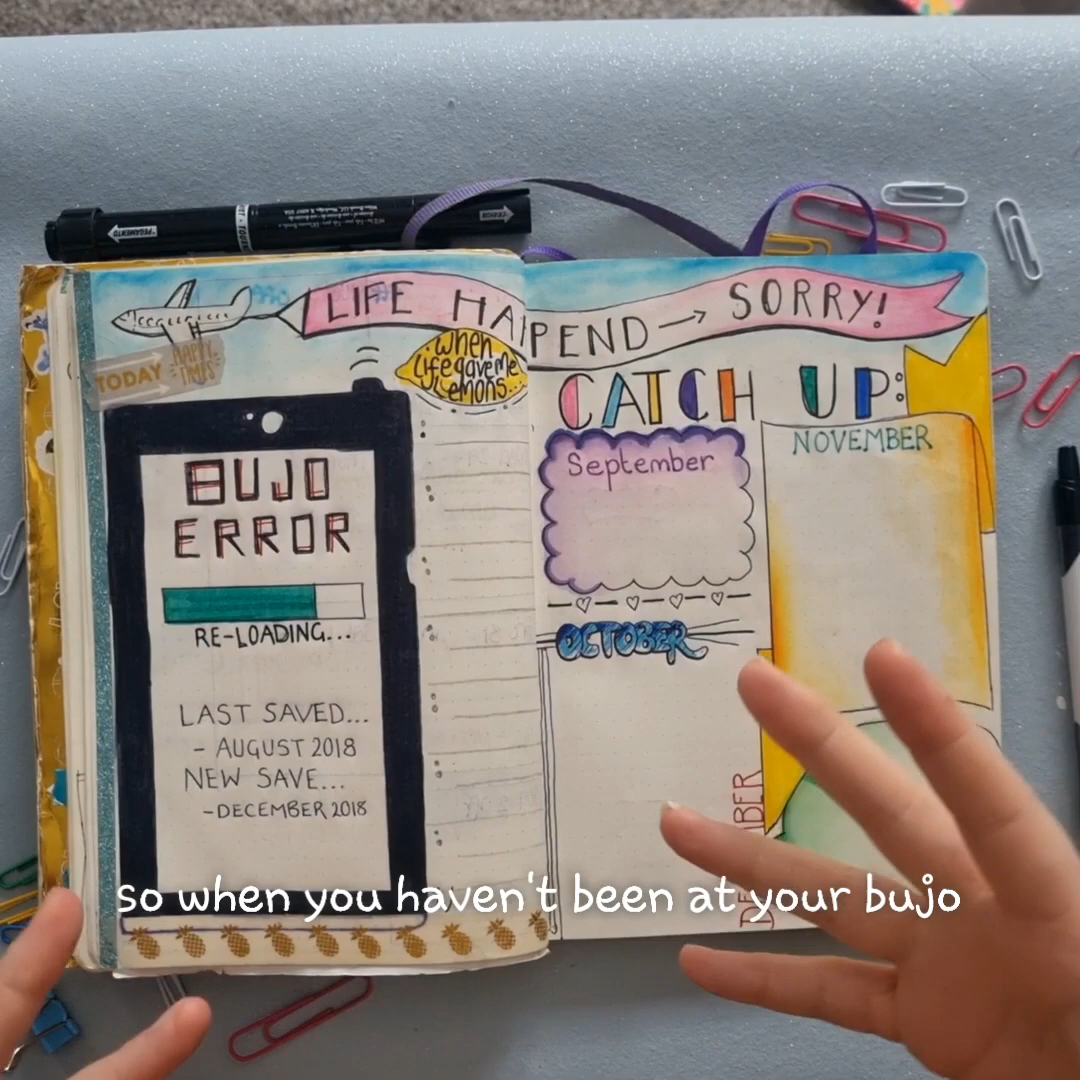 PEGAMENTO
LIFE HAPPEND → SORRY!
TODAY
HAPPY TIMES
When
Life gave me
Lemons...
CATCH UP:
BUJO
ERROR
RE-LOADING...
LAST SAVED...
- AUGUST 2018
NEW SAVE...
-DECEMBER 2018
September
OCTOBER
NOVEMBER
so when you haven't been at your bujo